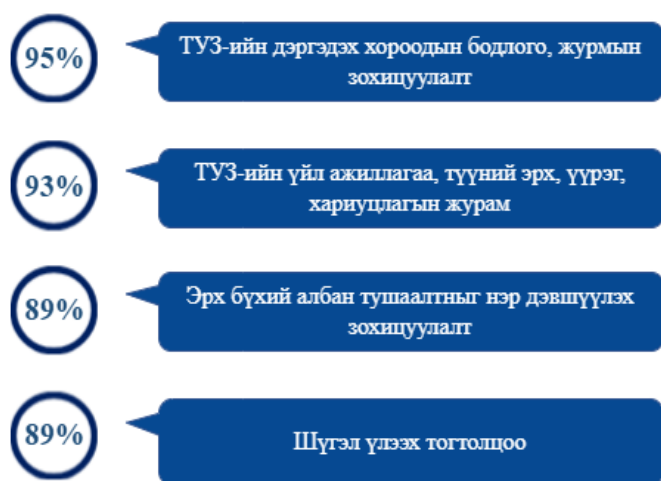 95%
ТУЗ-ийн дэргэдэх хороодын бодлого, журмын
зохицуулалт
93%
ТУЗ-ийн үйл ажиллагаа, түүний эрх, үүрэг,
хариуцлагын журам
89%
Эрх бүхий албан тушаалтныг нэр дэвшүүлэх
зохицуулалт
89%
Шүгэл үлээх тогтолцоо